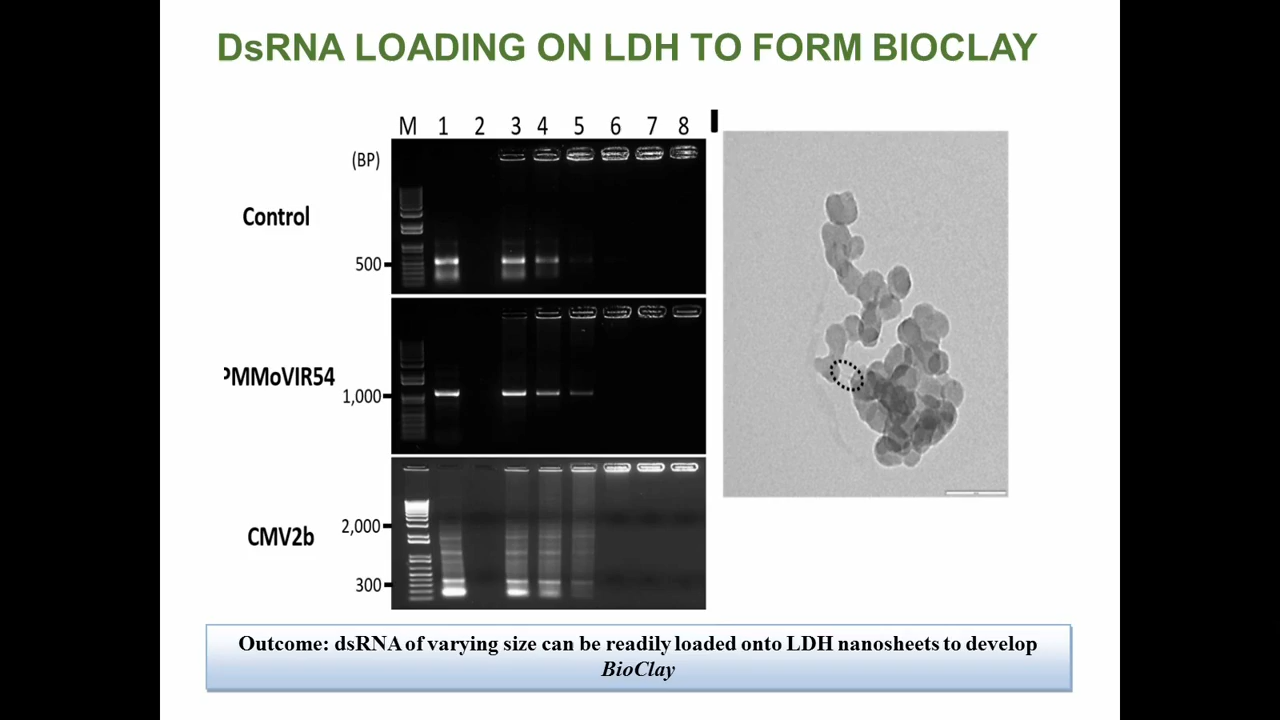 DsRNA LOADING ON LDH TO FORM BIOCLAY
M 1 2 3 4 5 6 7 8
(BP)
Control
500
PMMoVIR54
1,000
CMV2b
2,000
300
Outcome: dsRNA of varying size can be readily loaded onto LDH nanosheets to develop
BioClay